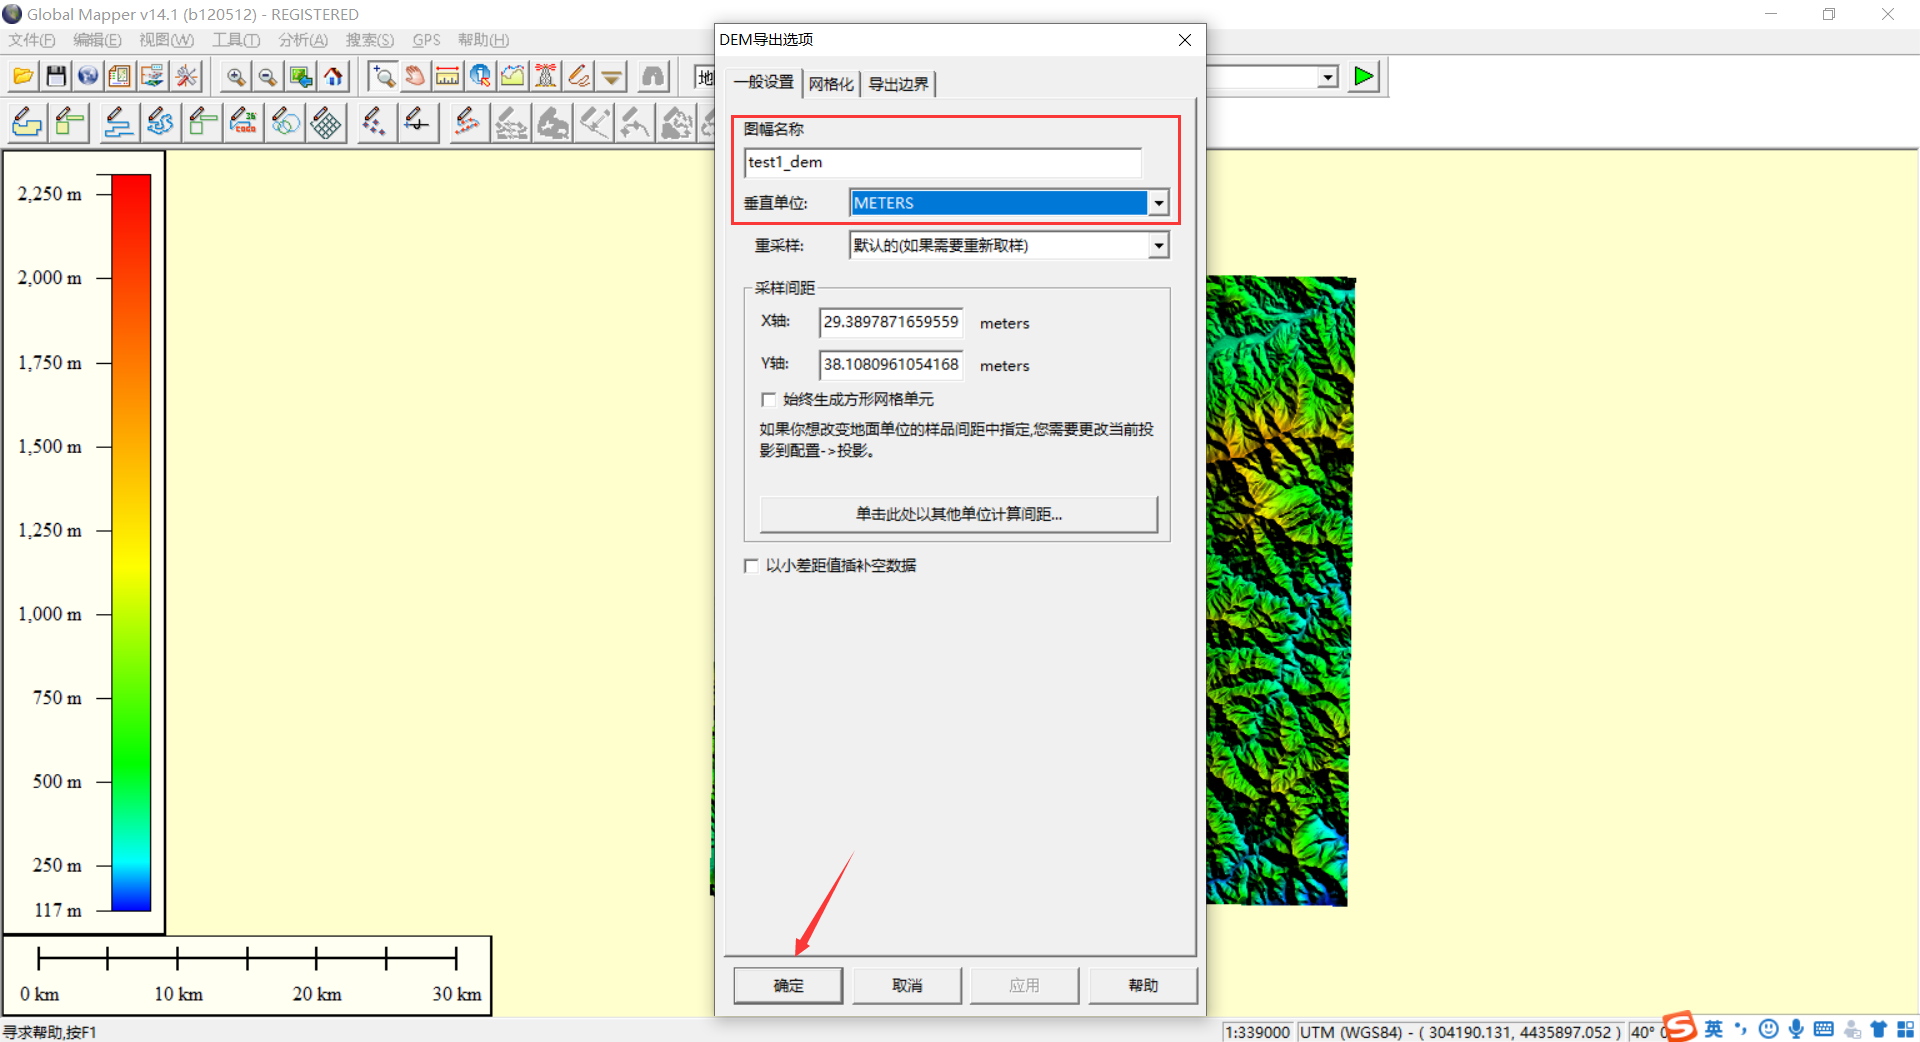 Global Mapper v14.1 (b120512) - REGISTERED
文件(F) 编辑(E) 视图(W) 工具(T) 分析(A) 搜索(S) GPS 帮助(H)
DEM导出选项
一般设置 网格化 导出边界
图幅名称
test1_dem
垂直单位: METERS
重采样: 默认的(如果需要重新取样)
采样间距
X轴: 29.3897871659559 meters
Y轴: 38.1080961054168 meters
始终生成方形网格单元
如果你想改变地面单位的样品间距中指定,您需要更改当前投
影到配置->投影。
单击此处以其他单位计算间距...
以小差距值插补空数据
确定 取消 应用 帮助
2,250 m
2,000 m
1,750 m
1,500 m
1,250 m
1,000 m
750 m
500 m
250 m
117 m
0 km 10 km 20 km 30 km
寻求帮助,按F1
1:339000 UTM (WGS84) - ( 304190.131, 4435897.052 ) 40° 0
S 英